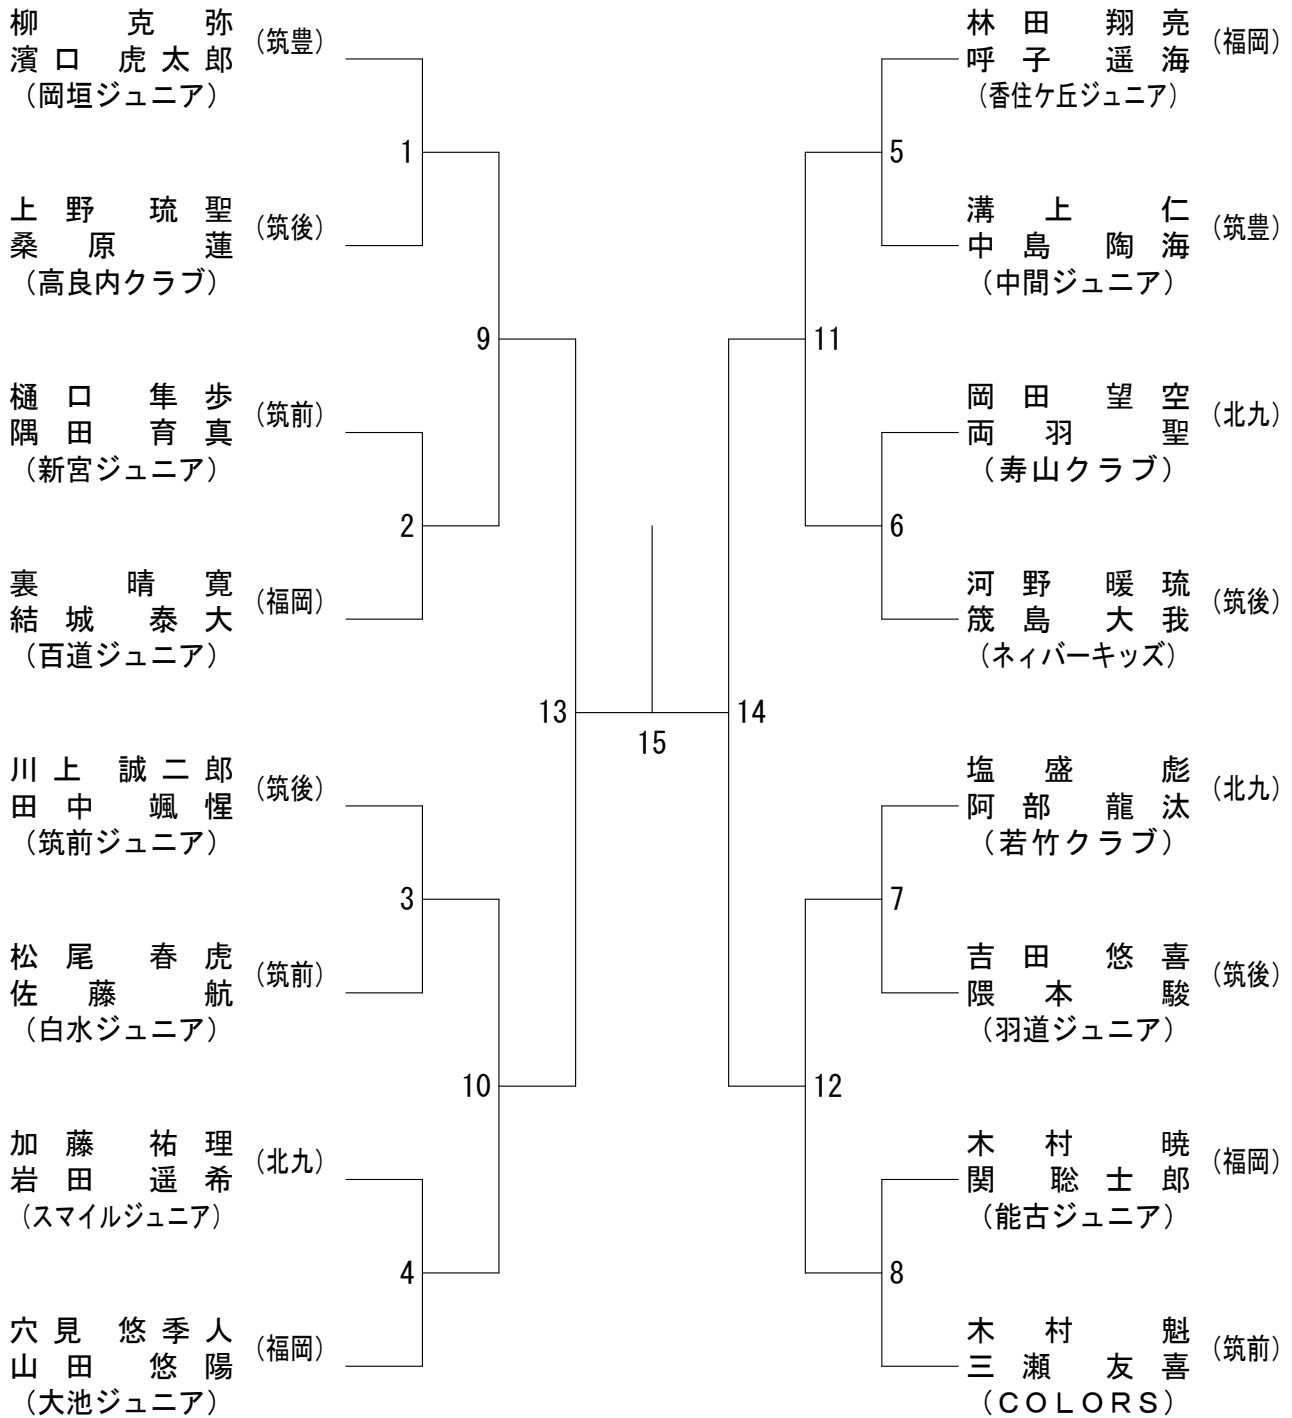 柳 克弥
濱口 虎太郎
(筑豊)
(岡垣ジュニア)
1
上野 琉聖
桑原 蓮
(筑後)
(高良内クラブ)
9
樋口 隼歩
隅田 育真
(筑前)
(新宮ジュニア)
2
裏 晴寛
結城 泰大
(福岡)
(百道ジュニア)
13
川上 誠二郎
田中 颯惺
(筑後)
(筑前ジュニア)
3
松尾 春虎
佐藤 航
(筑前)
(白水ジュニア)
10
加藤 祐理
岩田 遥希
(北九)
(スマイルジュニア)
4
穴見 悠季人
山田 悠陽
(福岡)
(大池ジュニア)
15
林田 翔亮
呼子 遥海
(福岡)
(香住ケ丘ジュニア)
5
溝上 仁
中島 陶海
(筑豊)
(中間ジュニア)
11
岡田 望空
両羽 聖
(北九)
(寿山クラブ)
6
河野 暖琉
筬島 大我
(筑後)
(ネィバーキッズ)
14
塩盛 彪
阿部 龍汰
(北九)
(若竹クラブ)
7
吉田 悠喜
隈本 駿
(筑後)
(羽道ジュニア)
12
木村 暁
関 聡士郎
(福岡)
(能古ジュニア)
8
木村 魁
三瀬 友喜
(筑前)
(COLORS)